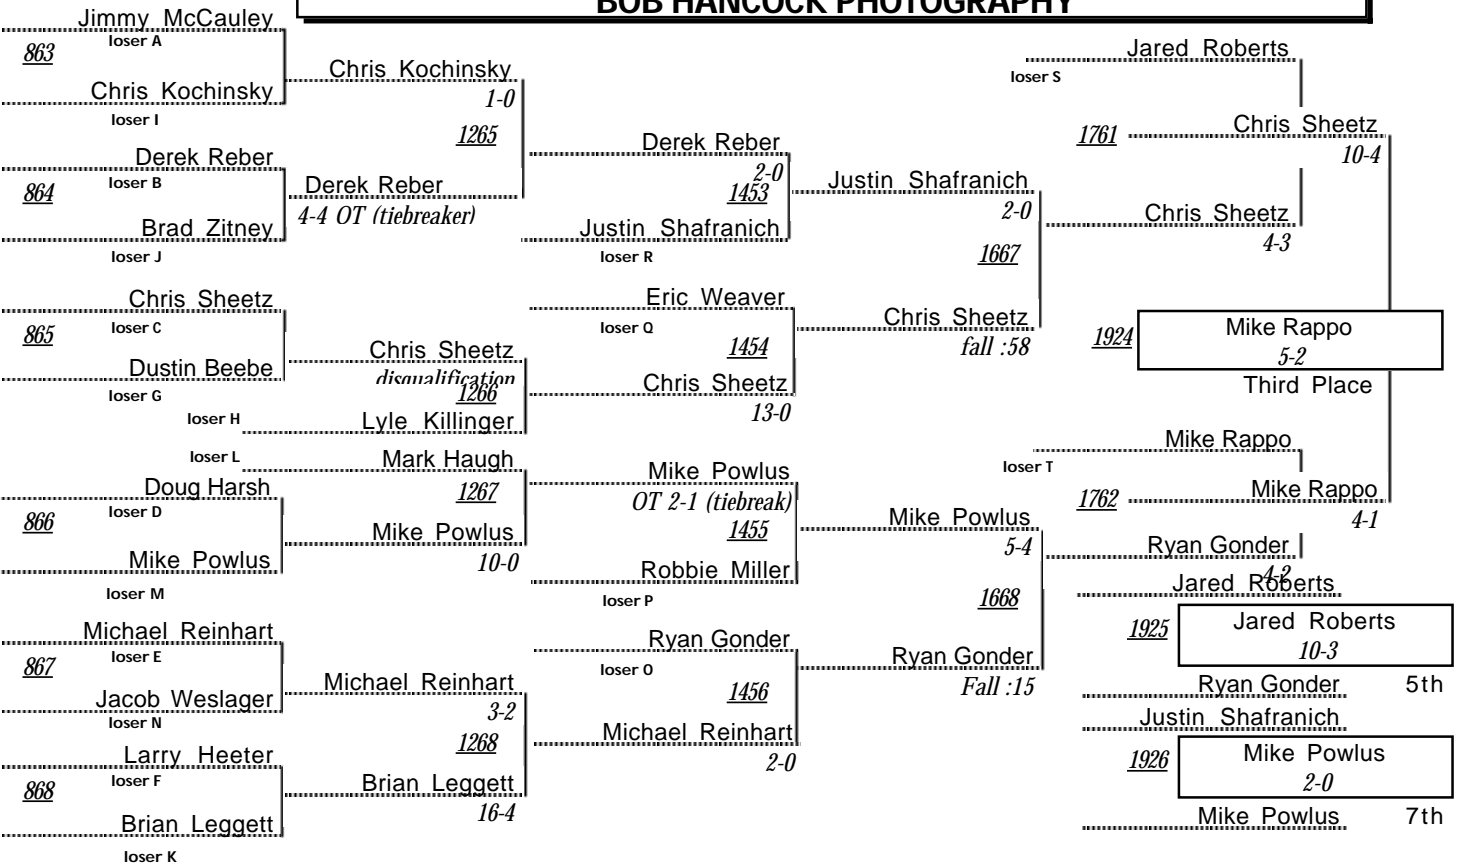 BOB HANCOCK PHOTOGRAPHY
Jimmy McCauley
loser A
863
Chris Kochinsky
loser I
Derek Reber
loser B
864
Brad Zitney
loser J
Chris Sheetz
loser C
865
Dustin Beebe
loser G
loser H
loser L
Doug Harsh
loser D
866
Mike Powlus
loser M
Michael Reinhart
loser E
867
Jacob Weslager
loser N
Larry Heeter
loser F
868
Brian Leggett
loser K
Chris Kochinsky
1-0
1265
Derek Reber
4-4 OT (tiebreaker)
Chris Sheetz
disqualification
1266
Lyle Killinger
Mark Haugh
1267
Mike Powlus
10-0
Michael Reinhart
3-2
1268
Brian Leggett
16-4
Derek Reber
2-0
1453
Justin Shafranich
loser R
Eric Weaver
loser Q
1454
Chris Sheetz
13-0
Mike Powlus
OT 2-1 (tiebreak)
1455
Robbie Miller
loser P
Ryan Gonder
loser O
1456
Michael Reinhart
2-0
Justin Shafranich
2-0
1667
Chris Sheetz
fall :58
Mike Powlus
5-4
1668
Ryan Gonder
Fall :15
Jared Roberts
loser S
1761
Chris Sheetz
10-4
Chris Sheetz
4-3
1924
Mike Rappo
5-2
Third Place
Mike Rappo
loser T
1762
Mike Rappo
4-1
Ryan Gonder
4-2
Jared Roberts
1925
Jared Roberts
10-3
Ryan Gonder 5th
Justin Shafranich
1926
Mike Powlus
2-0
Mike Powlus 7th